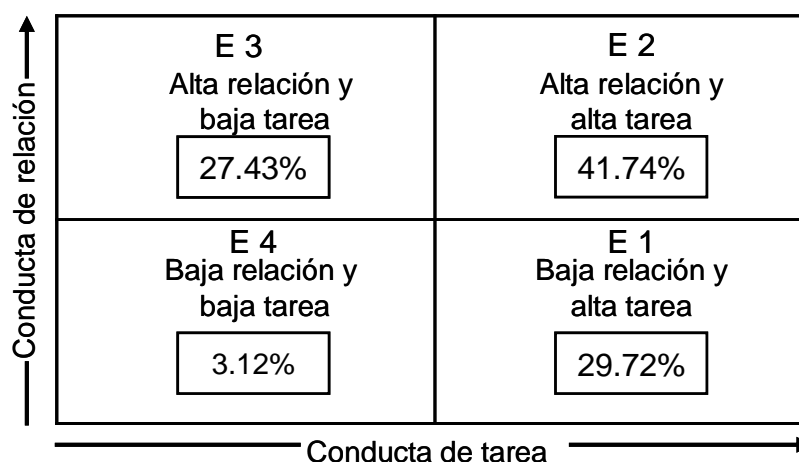 E 3
Alta relación y
baja tarea
27.43%
E 2
Alta relación y
alta tarea
41.74%
E 4
Baja relación y
baja tarea
3.12%
E 1
Baja relación y
alta tarea
29.72%
Conducta de relación
Conducta de tarea